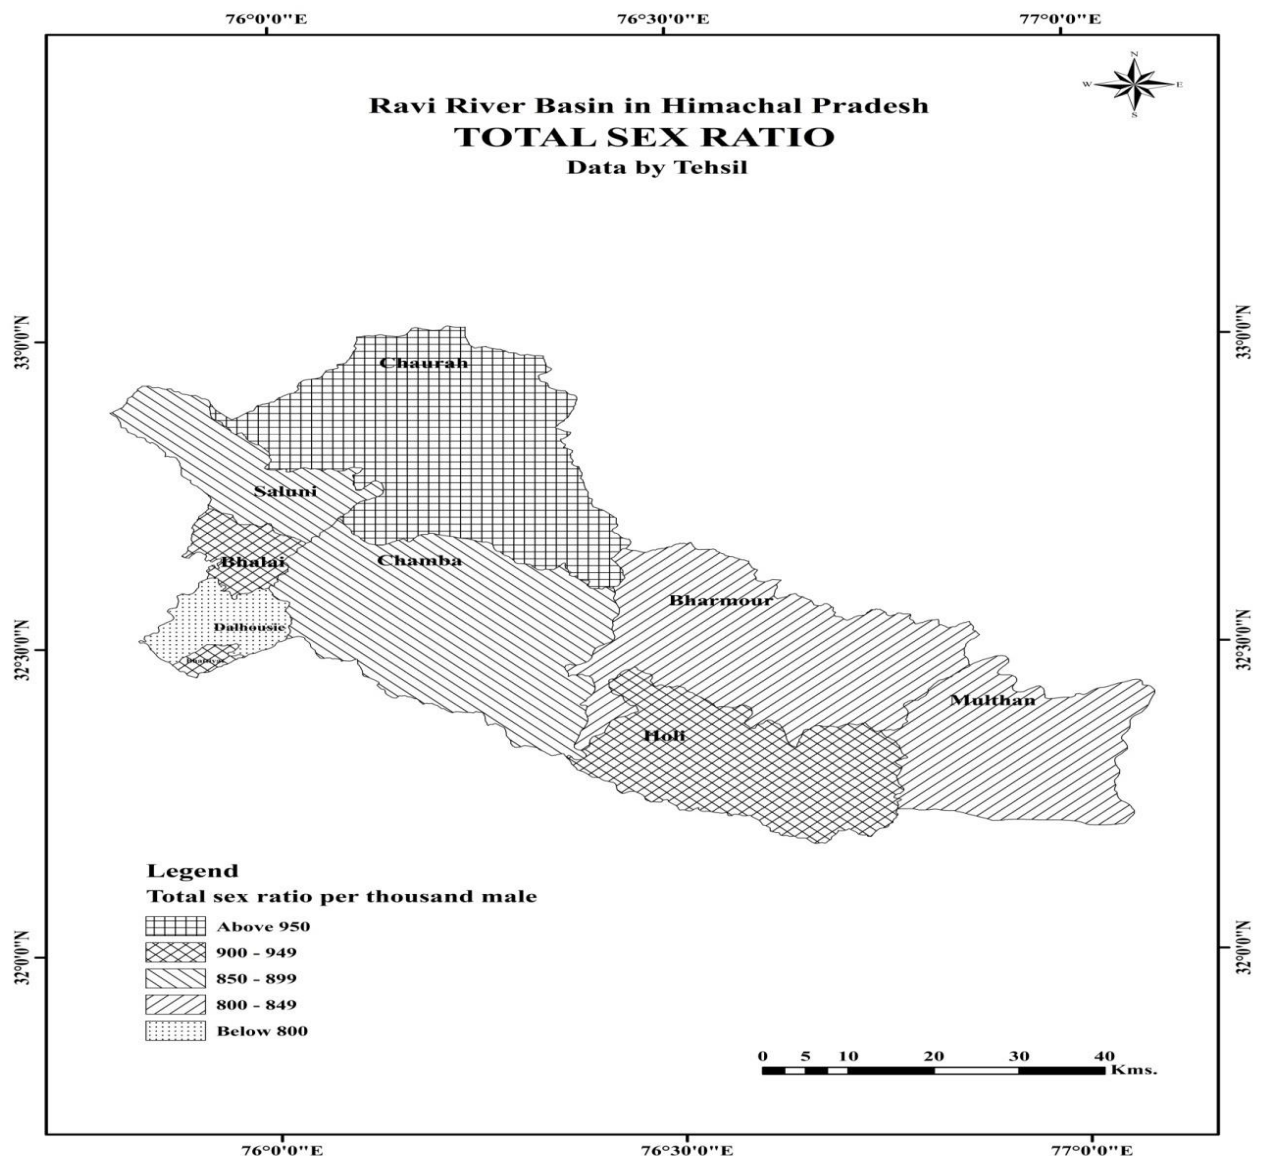 76°0'0"E 76°30'0"E 77°0'0"E
N
W E
S
Ravi River Basin in Himachal Pradesh
TOTAL SEX RATIO
Data by Tehsil
33°0'0"N 33°0'0"N
Chaurah
Saluni
Bhalai
Chamba
Bharmour
Dalhousie
32°30'0"N 32°30'0"N
Multhan
Holi
Legend
Total sex ratio per thousand male
Above 950
900 - 949
850 - 899
800 - 849
Below 800
32°0'0"N 32°0'0"N
0 5 10 20 30 40
Kms.
76°0'0"E 76°30'0"E 77°0'0"E